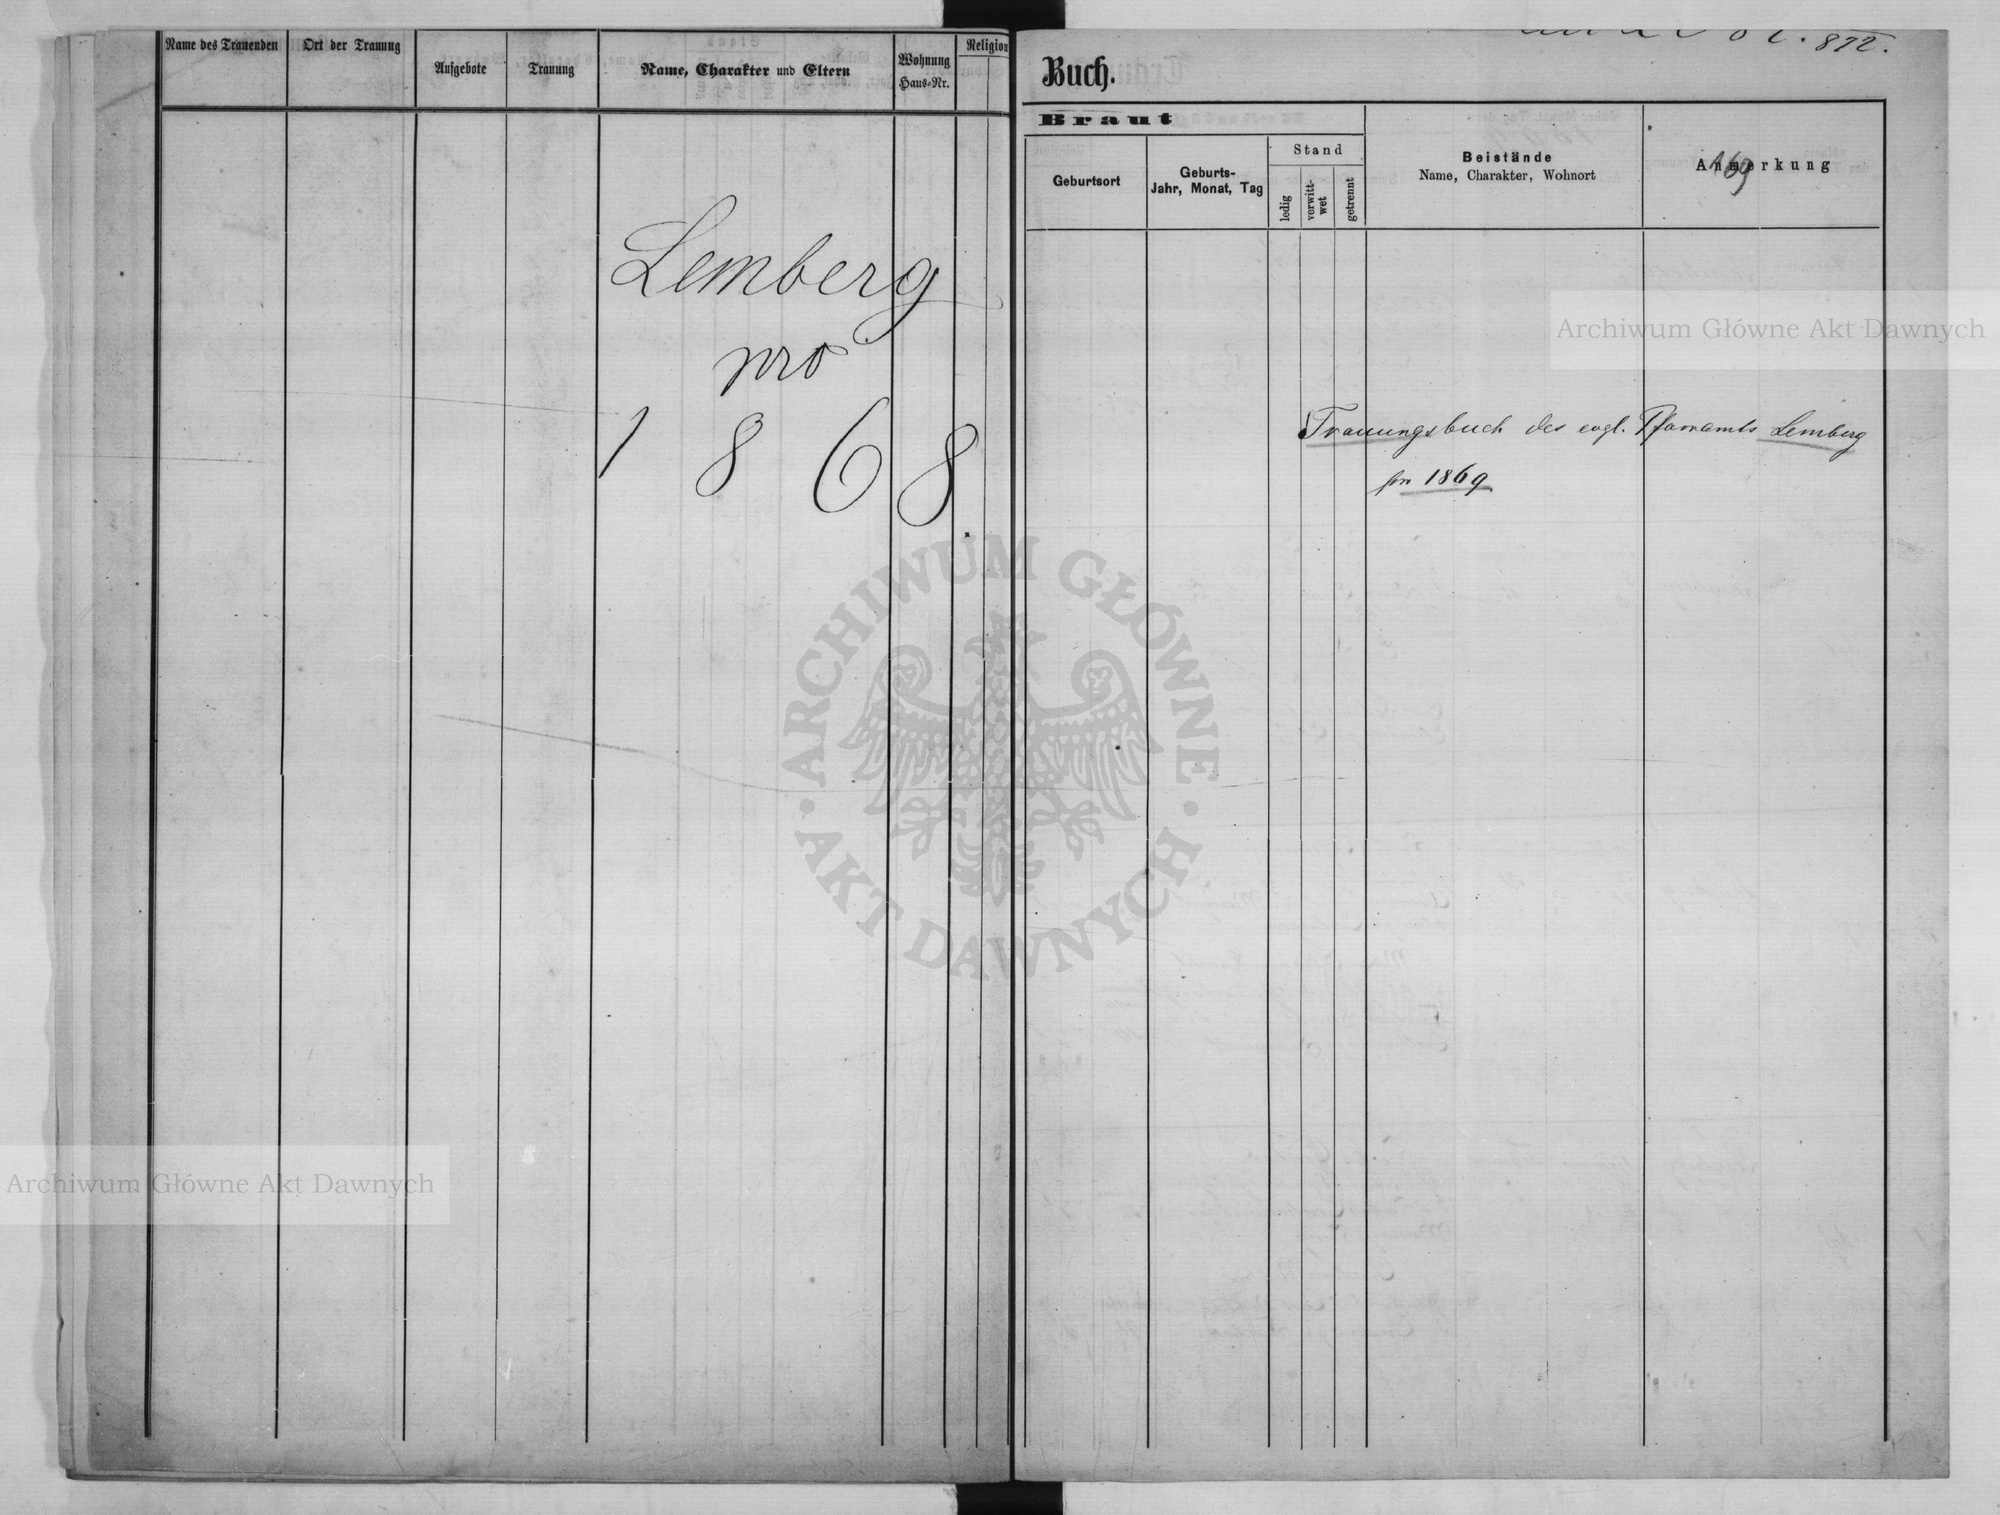 Name des Trauenden
Ort der Trauung
Aufgebote
Trauung
Name, Charakter und Eltern
Wohnung
Haus=Nr.
Religion
Lemberg
pro
1868.
872.
Buch.
Braut
Geburtsort
Geburts-
Jahr, Monat, Tag
Stand
ledig
verwitt-
wet
getrennt
Beistände
Name, Charakter, Wohnort
Anmerkung
169
Trauungsbuch des evgl. Pfarramts Lemberg
pro 1869
Archiwum Główne Akt Dawnych
ARCHIWUM GŁÓWNE · AKT DAWNYCH ·
Archiwum Główne Akt Dawnych